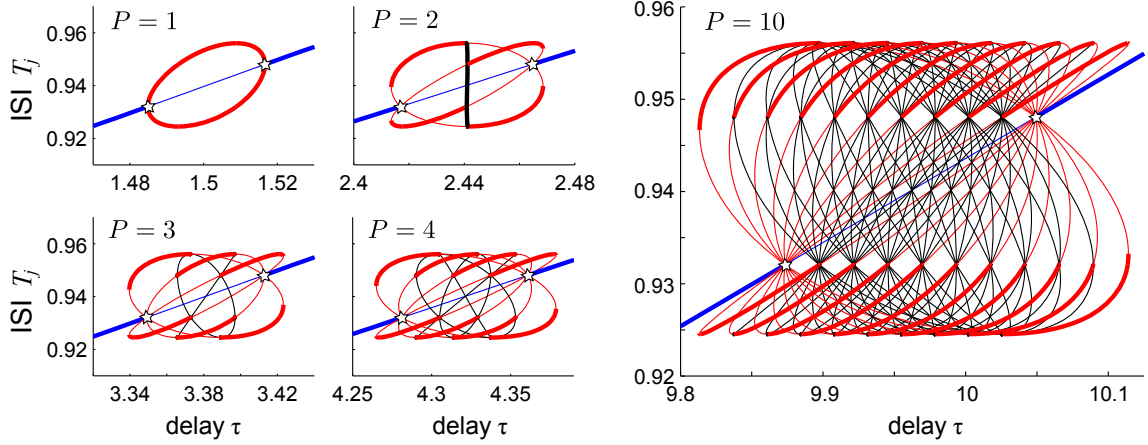 P = 1
ISI T_j
0.96
0.94
0.92
1.48
1.5
1.52
P = 2
2.4
2.44
2.48
P = 3
ISI T_j
0.96
0.94
0.92
3.34
3.38
3.42
delay τ
P = 4
4.25
4.3
4.35
delay τ
P = 10
0.96
0.95
0.94
0.93
0.92
9.8
9.9
10
10.1
delay τ